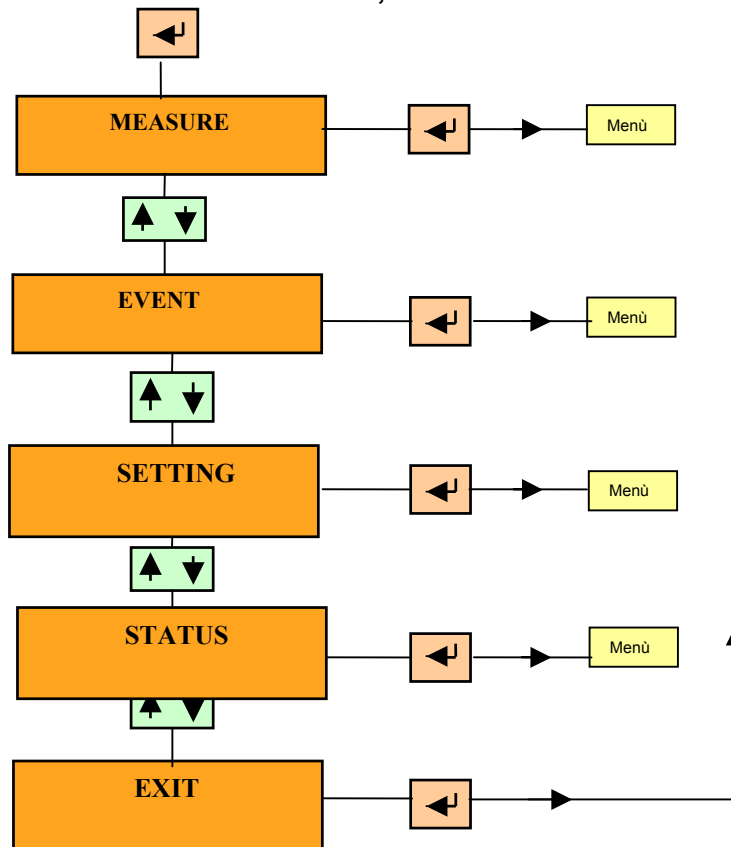 MEASURE
Menù
EVENT
Menù
SETTING
Menù
STATUS
Menù
EXIT